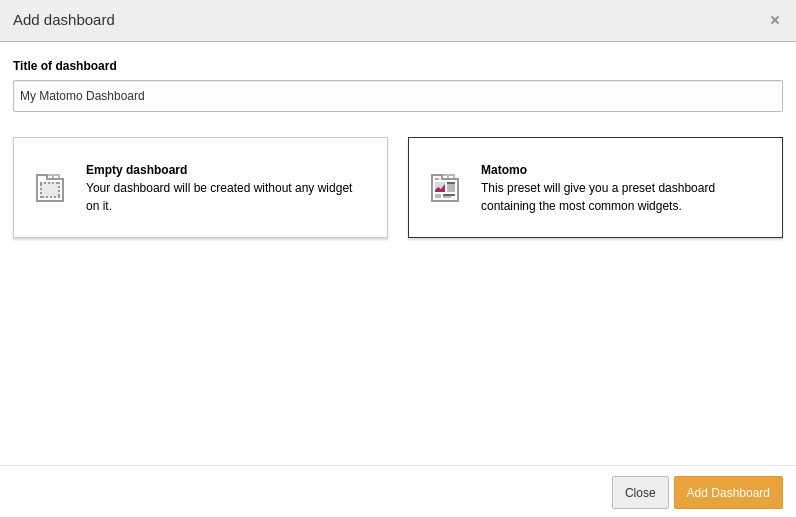 Add dashboard
×
Title of dashboard
My Matomo Dashboard
Empty dashboard
Your dashboard will be created without any widget
on it.
Matomo
This preset will give you a preset dashboard
containing the most common widgets.
Close
Add Dashboard